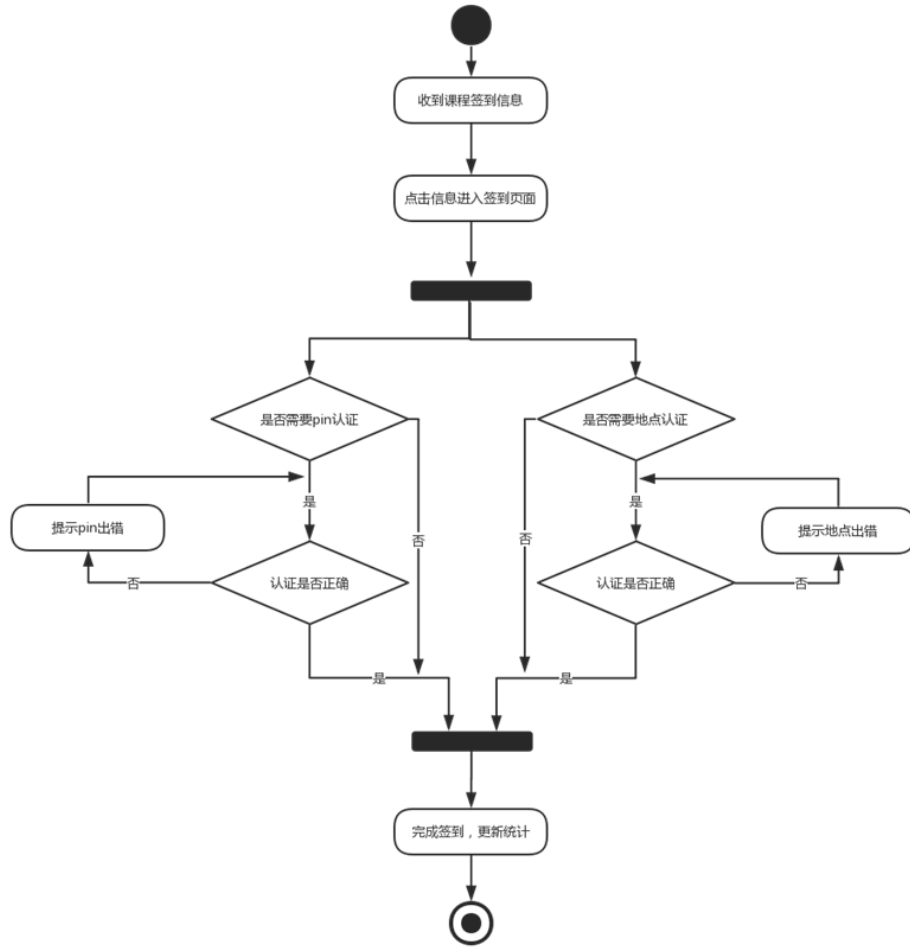 收到课程签到信息
点击信息进入签到页面
是否需要pin认证
是否需要地点认证
是
是
提示pin出错
提示地点出错
否
否
认证是否正确
认证是否正确
否
否
是
是
完成签到，更新统计